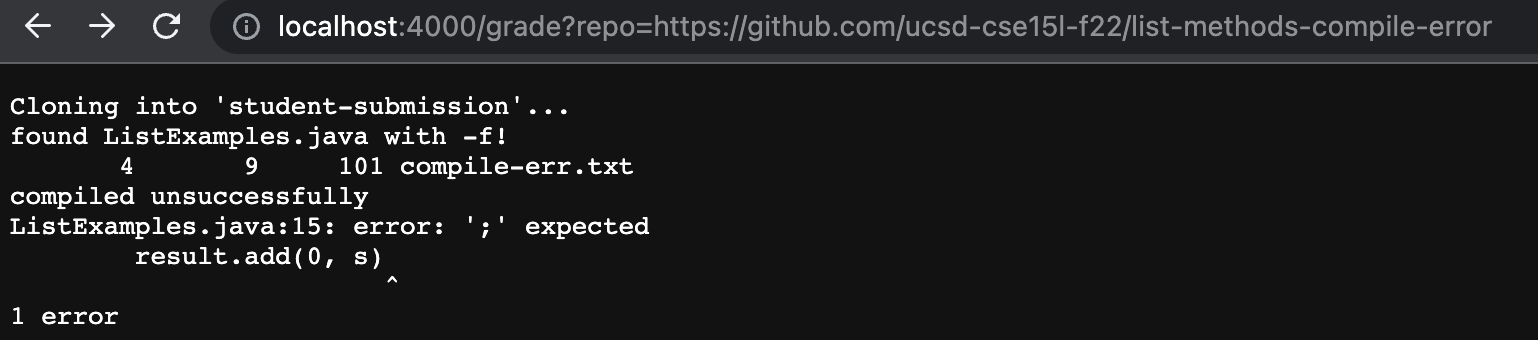 localhost:4000/grade?repo=https://github.com/ucsd-cse15l-f22/list-methods-compile-error
Cloning into 'student-submission'...
found ListExamples.java with -f!
       4       9     101 compile-err.txt
compiled unsuccessfully
ListExamples.java:15: error: ';' expected
        result.add(0, s)
                        ^
1 error